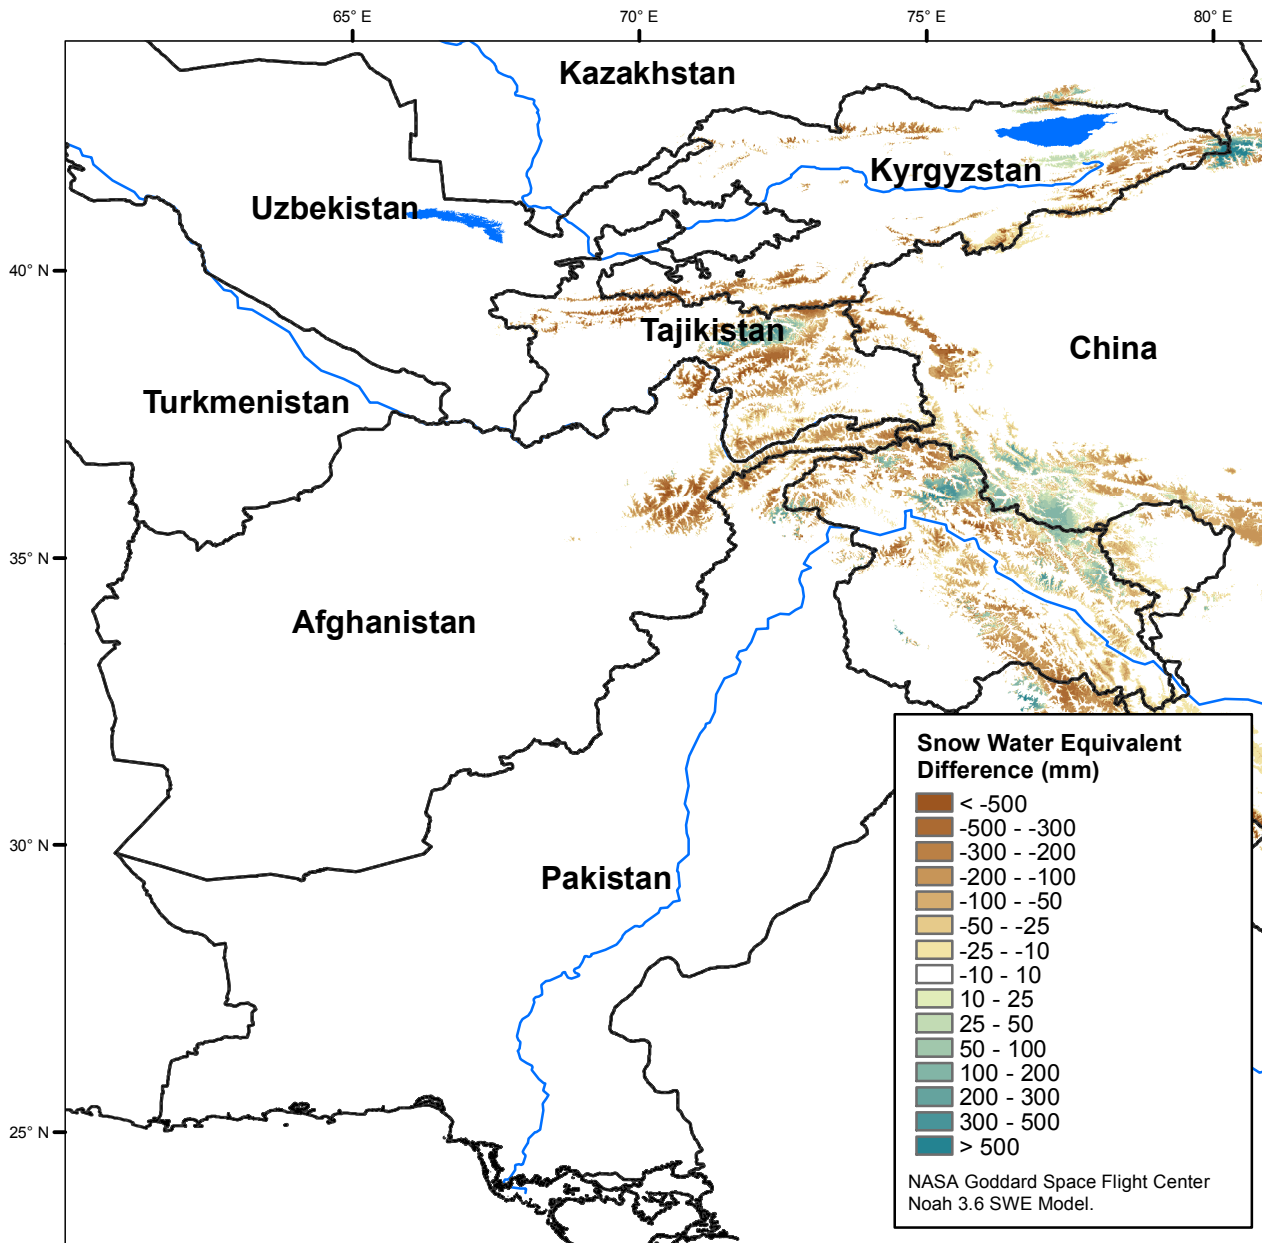 65° E
70° E
75° E
80° E
Kazakhstan
Kyrgyzstan
Uzbekistan
40° N
Tajikistan
China
Turkmenistan
35° N
Afghanistan
30° N
Pakistan
25° N
Snow Water Equivalent
Difference (mm)
< -500
-500 - -300
-300 - -200
-200 - -100
-100 - -50
-50 - -25
-25 - -10
-10 - 10
10 - 25
25 - 50
50 - 100
100 - 200
200 - 300
300 - 500
> 500
NASA Goddard Space Flight Center
Noah 3.6 SWE Model.